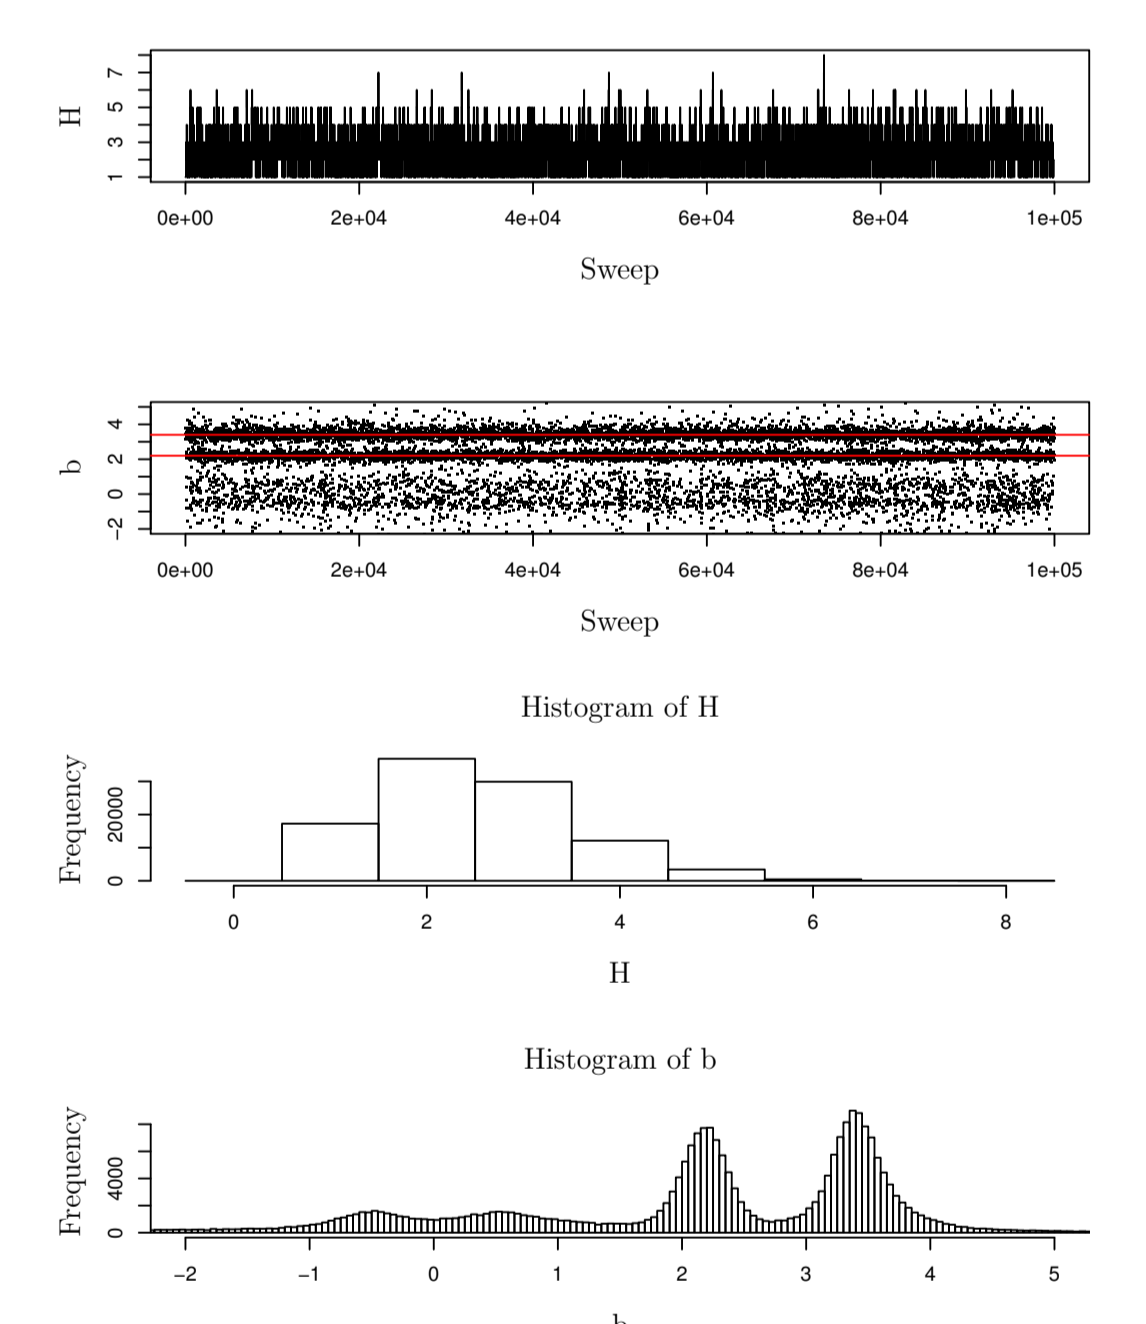 H
1 3 5 7
0e+00 2e+04 4e+04 6e+04 8e+04 1e+05
Sweep
b
−2 0 2 4
0e+00 2e+04 4e+04 6e+04 8e+04 1e+05
Sweep
Histogram of H
Frequency
0 20000
0 2 4 6 8
H
Histogram of b
Frequency
0 4000
−2 −1 0 1 2 3 4 5